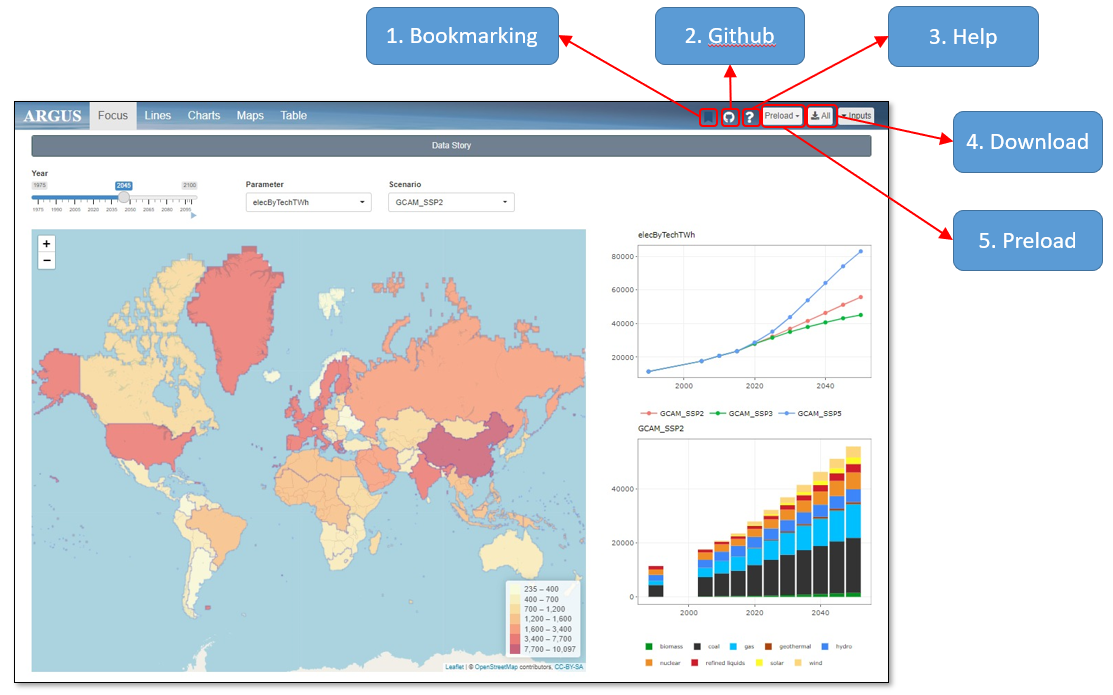 1. Bookmarking
2. Github
3. Help
4. Download
5. Preload
ARGUS Focus Lines Charts Maps Table
? Preload All Inputs
Data Story
Year
1975 2045 2100
1975 1990 2005 2020 2035 2050 2065 2080 2095
Parameter
elecByTechTWh
Scenario
GCAM_SSP2
+
−
235 – 400
400 – 700
700 – 1,200
1,200 – 1,600
1,600 – 3,400
3,400 – 7,700
7,700 – 10,097
Leaflet | © OpenStreetMap contributors, CC-BY-SA
elecByTechTWh
80000
60000
40000
20000
2000 2020 2040
GCAM_SSP2 GCAM_SSP3 GCAM_SSP5
GCAM_SSP2
40000
20000
0
2000 2020 2040
biomass coal gas geothermal hydro
nuclear refined liquids solar wind